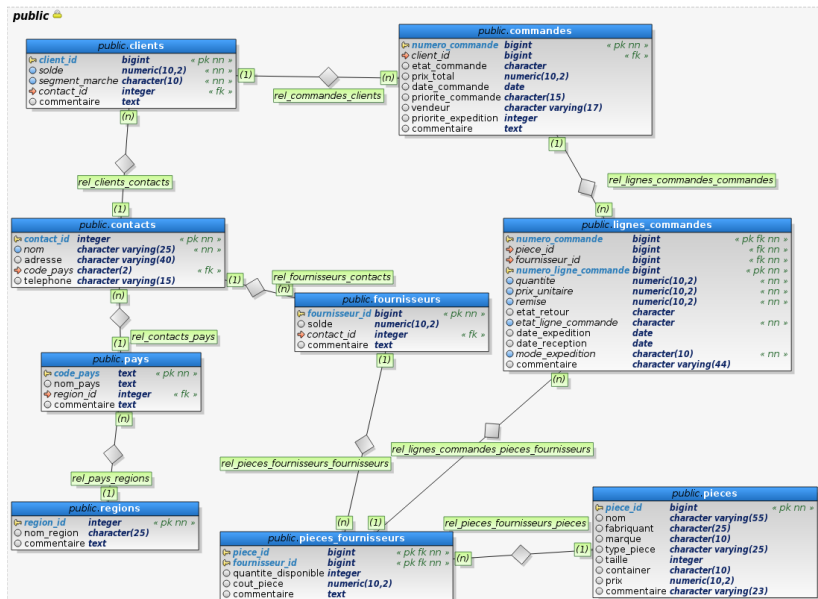 public
public.clients
client_id bigint « pk nn »
solde numeric(10,2) « nn »
segment_marche character(10) « nn »
contact_id integer « fk »
commentaire text
public.commandes
numero_commande bigint « pk nn »
client_id bigint « fk »
etat_commande character
prix_total numeric(10,2)
date_commande date
priorite_commande character(15)
vendeur character varying(17)
priorite_expedition integer
commentaire text
(1)
(n)
rel_commandes_clients
(n)
rel_clients_contacts
(1)
(1)
rel_lignes_commandes_commandes
(n)
public.contacts
contact_id integer « pk nn »
nom character varying(25) « nn »
adresse character varying(40)
code_pays character(2) « fk »
telephone character varying(15)
public.lignes_commandes
numero_commande bigint « pk fk nn »
piece_id bigint « fk nn »
fournisseur_id bigint « fk nn »
numero_ligne_commande bigint « pk nn »
quantite numeric(10,2) « nn »
prix_unitaire numeric(10,2) « nn »
remise numeric(10,2) « nn »
etat_retour character
etat_ligne_commande character « nn »
date_expedition date
date_reception date
mode_expedition character(10) « nn »
commentaire character varying(44)
(1)
rel_fournisseurs_contacts
(n)
public.fournisseurs
fournisseur_id bigint « pk nn »
solde numeric(10,2)
contact_id integer « fk »
commentaire text
(n)
rel_contacts_pays
(1)
public.pays
code_pays text « pk nn »
nom_pays text
region_id integer « fk »
commentaire text
(1)
(n)
(n)
rel_pays_regions
(1)
rel_pieces_fournisseurs_fournisseurs
rel_lignes_commandes_pieces_fournisseurs
public.regions
region_id integer « pk nn »
nom_region character(25)
commentaire text
(n)
(1)
rel_pieces_fournisseurs_pieces
public.pieces
piece_id bigint « pk nn »
nom character varying(55)
fabriquant character(25)
marque character(10)
type_piece character varying(25)
taille integer
container character(10)
prix numeric(10,2)
commentaire character varying(23)
public.pieces_fournisseurs
piece_id bigint « pk fk nn »
fournisseur_id bigint « pk fk nn »
quantite_disponible integer
cout_piece numeric(10,2)
commentaire text
(n)
(1)